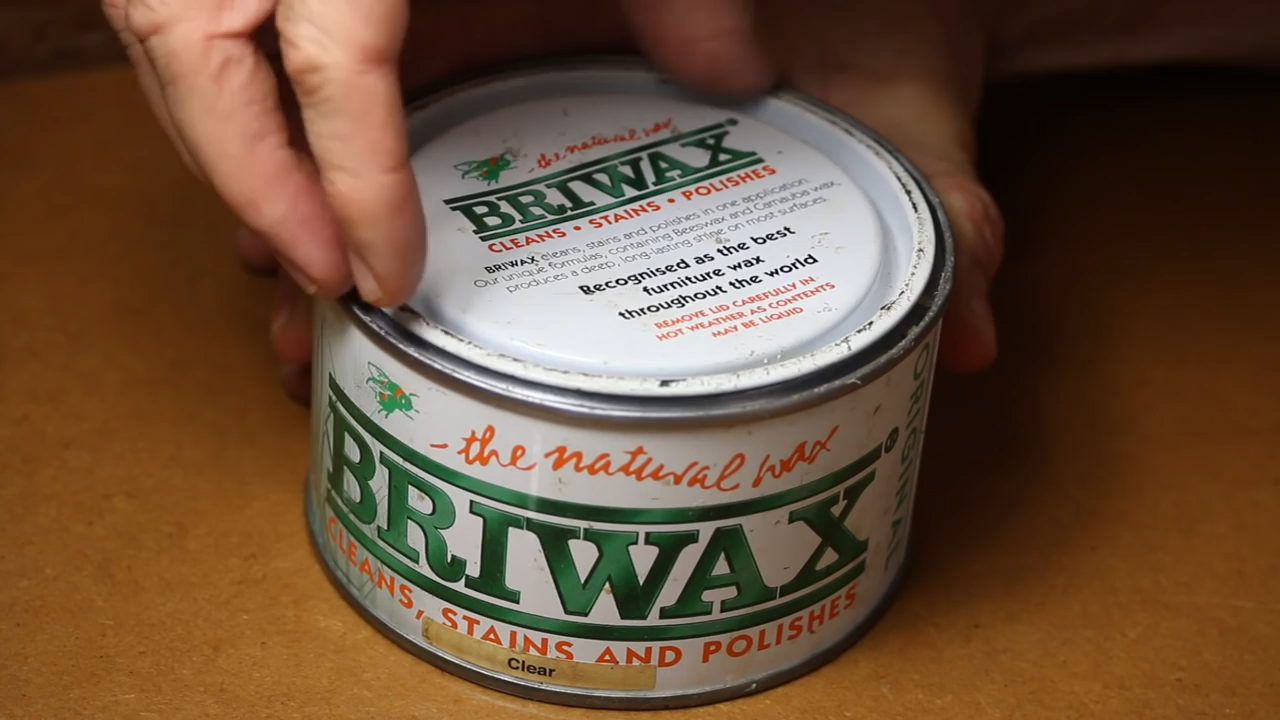 -the natural wax
BRIWAX®
CLEANS • STAINS • POLISHES
BRIWAX cleans, stains and polishes in one application.
Our unique formulas, containing Beeswax and Carnauba wax,
produces a deep, long-lasting shine on most surfaces.
Recognised as the best
furniture wax
throughout the world
REMOVE LID CAREFULLY IN
HOT WEATHER AS CONTENTS
MAY BE LIQUID
-the natural wax
BRIWAX®
CLEANS, STAINS AND POLISHES
Clear
ORIGINAL